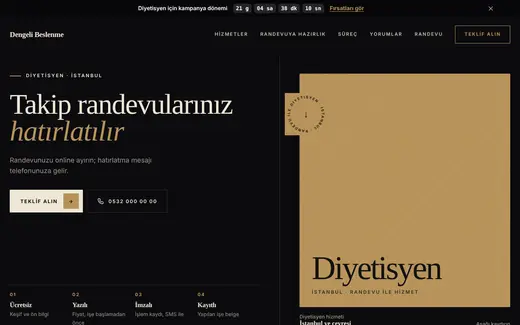 Diyetisyen için kampanya dönemi 21 g 04 sa 38 dk 10 sn Fırsatları gör ×
Dengeli Beslenme
HİZMETLER RANDEVUYA HAZIRLIK SÜREÇ YORUMLAR RANDEVU TEKLİF ALIN
DİYETİSYEN · İSTANBUL
Takip randevularınız
hatırlatılır
Randevunuzu online ayırın; hatırlatma mesajı
telefonunuza gelir.
TEKLİF ALIN
0532 000 00 00
01 02 03 04
Ücretsiz Yazılı İmzalı Kayıtlı
Keşif ve ön bilgi Fiyat, işe başlamadan önce İşlem kaydı, SMS ile Yapılan işe belge
Diyetisyen
İSTANBUL · RANDEVU İLE HİZMET
Diyetisyen hizmeti
İstanbul ve çevresi